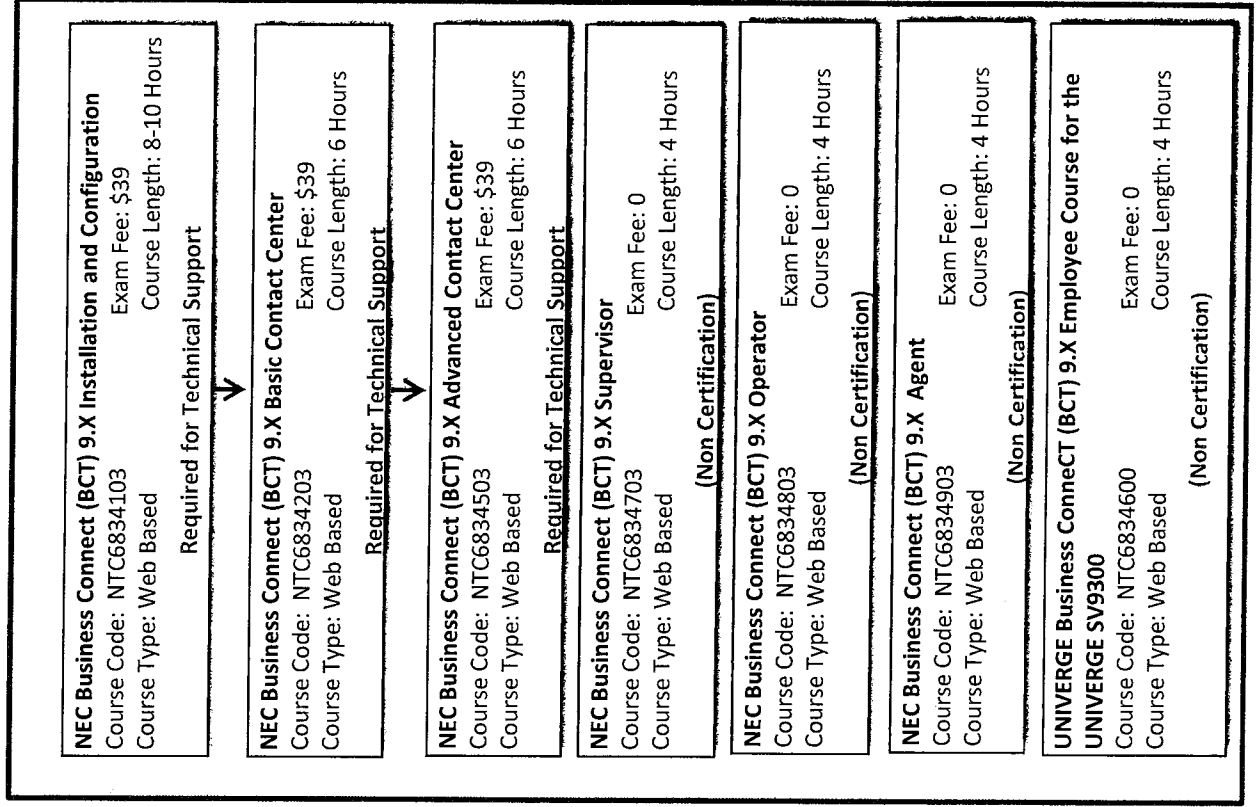 NEC Business Connect (BCT) 9.X Installation and Configuration
Course Code: NTC6834103 Exam Fee: $39
Course Type: Web Based Course Length: 8-10 Hours
Required for Technical Support
NEC Business Connect (BCT) 9.X Basic Contact Center
Course Code: NTC6834203 Exam Fee: $39
Course Type: Web Based Course Length: 6 Hours
Required for Technical Support
NEC Business Connect (BCT) 9.X Advanced Contact Center
Course Code: NTC6834503 Exam Fee: $39
Course Type: Web Based Course Length: 6 Hours
Required for Technical Support
NEC Business Connect (BCT) 9.X Supervisor
Course Code: NTC6834703 Exam Fee: 0
Course Type: Web Based Course Length: 4 Hours
(Non Certification)
NEC Business Connect (BCT) 9.X Operator
Course Code: NTC6834803 Exam Fee: 0
Course Type: Web Based Course Length: 4 Hours
(Non Certification)
NEC Business Connect (BCT) 9.X Agent
Course Code: NTC6834903 Exam Fee: 0
Course Type: Web Based Course Length: 4 Hours
(Non Certification)
UNIVERGE Business ConneCT (BCT) 9.X Employee Course for the
UNIVERGE SV9300
Course Code: NTC6834600 Exam Fee: 0
Course Type: Web Based Course Length: 4 Hours
(Non Certification)